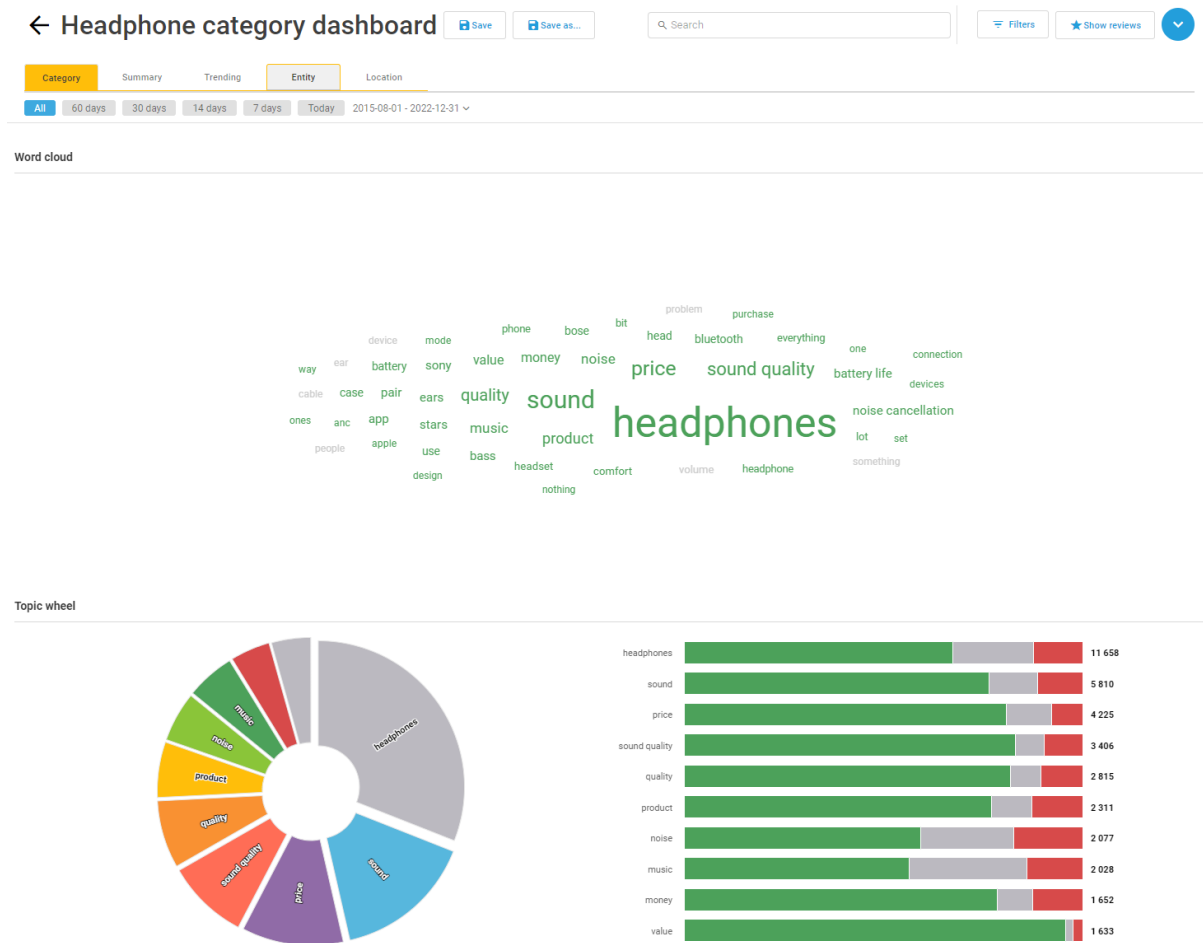 Headphone category dashboard Save Save as... Search Filters Show reviews
Category Summary Trending Entity Location
All 60 days 30 days 14 days 7 days Today 2015-08-01 - 2022-12-31
Word cloud
problem purchase
phone bose bit head bluetooth everything
device mode one connection
way ear battery sony value money noise price sound quality battery life devices
cable case pair ears quality sound headphones noise cancellation
ones anc app stars music product lot set
people apple use bass something
design headset comfort volume headphone
nothing
Topic wheel
headphones
sound
price
sound quality
quality
product
noise
music
headphones 11 658
sound 5 810
price 4 225
sound quality 3 406
quality 2 815
product 2 311
noise 2 077
music 2 028
money 1 652
value 1 633